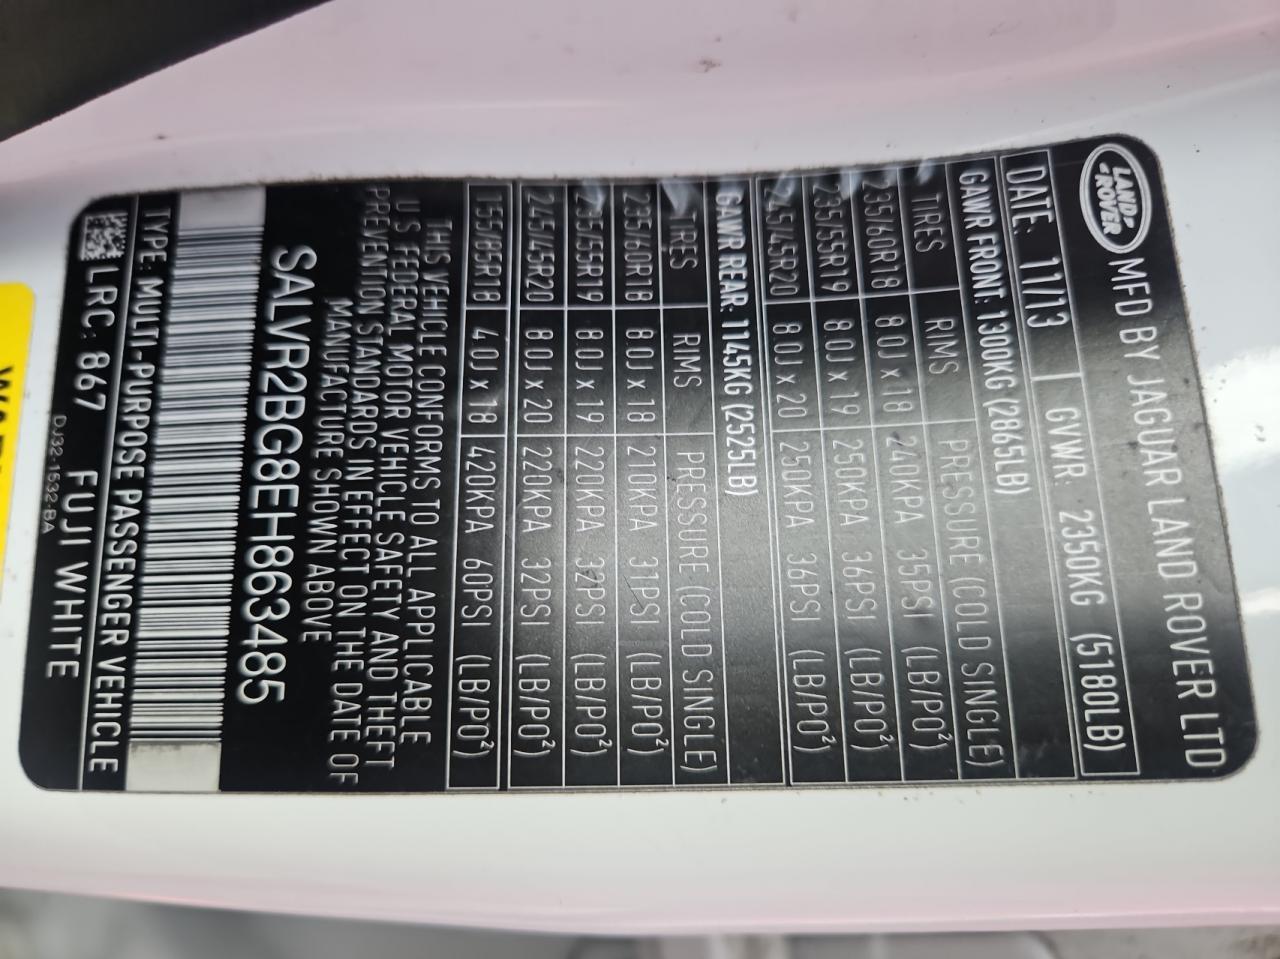 LAND ROVER
MFD BY JAGUAR LAND ROVER LTD
DATE: 11/13 GVWR: 2350KG (5180LB)
GAWR FRONT: 1300KG (2865LB)
TIRES RIMS PRESSURE (COLD SINGLE)
235/60R18 8.0J x 18 240KPA 35PSI (LB/PO²)
235/55R19 8.0J x 19 250KPA 36PSI (LB/PO²)
245/45R20 8.0J x 20 250KPA 36PSI (LB/PO²)
GAWR REAR: 1145KG (2525LB)
TIRES RIMS PRESSURE (COLD SINGLE)
235/60R18 8.0J x 18 210KPA 31PSI (LB/PO²)
235/55R19 8.0J x 19 220KPA 32PSI (LB/PO²)
245/45R20 8.0J x 20 220KPA 32PSI (LB/PO²)
155/85R18 4.0J x 18 420KPA 60PSI (LB/PO²)
THIS VEHICLE CONFORMS TO ALL APPLICABLE
U.S. FEDERAL MOTOR VEHICLE SAFETY AND THEFT
PREVENTION STANDARDS IN EFFECT ON THE DATE OF
MANUFACTURE SHOWN ABOVE
SALVR2BG8EH863485
TYPE: MULTI-PURPOSE PASSENGER VEHICLE
LRC: 867 FUJI WHITE
DJ32-1532-BA